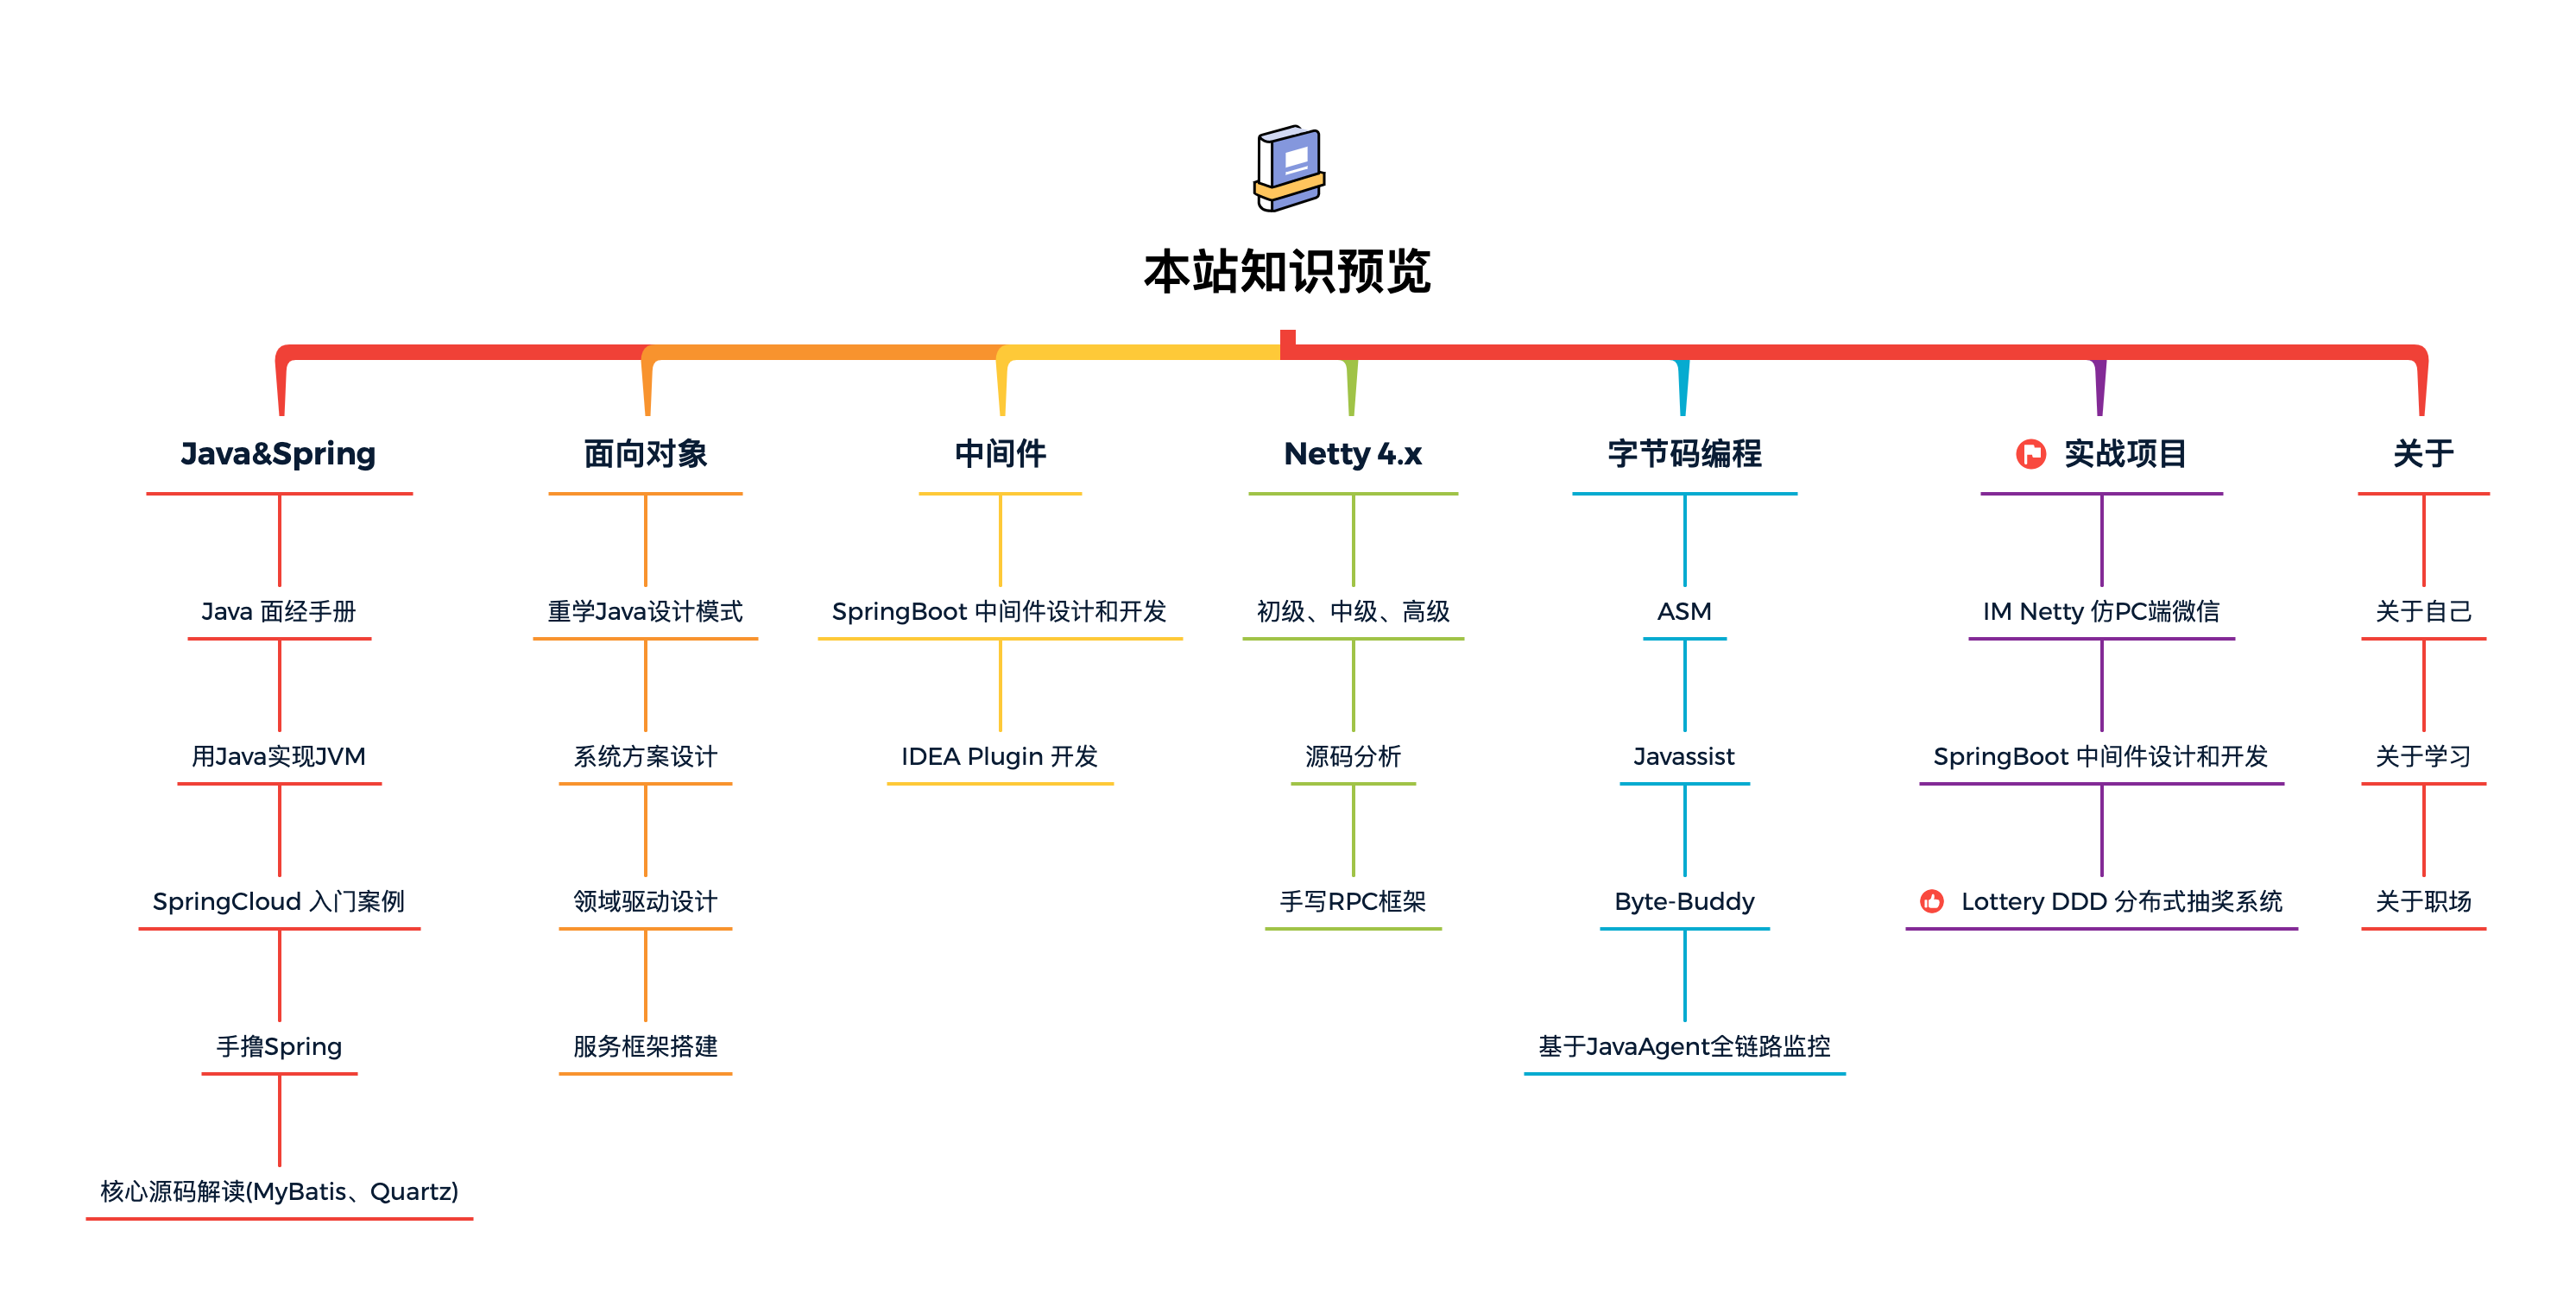 本站知识预览
Java&Spring
Java 面经手册
用Java实现JVM
SpringCloud 入门案例
手撸Spring
核心源码解读(MyBatis、Quartz)
面向对象
重学Java设计模式
系统方案设计
领域驱动设计
服务框架搭建
中间件
SpringBoot 中间件设计和开发
IDEA Plugin 开发
Netty 4.x
初级、中级、高级
源码分析
手写RPC框架
字节码编程
ASM
Javassist
Byte-Buddy
基于JavaAgent全链路监控
实战项目
IM Netty 仿PC端微信
SpringBoot 中间件设计和开发
Lottery DDD 分布式抽奖系统
关于
关于自己
关于学习
关于职场